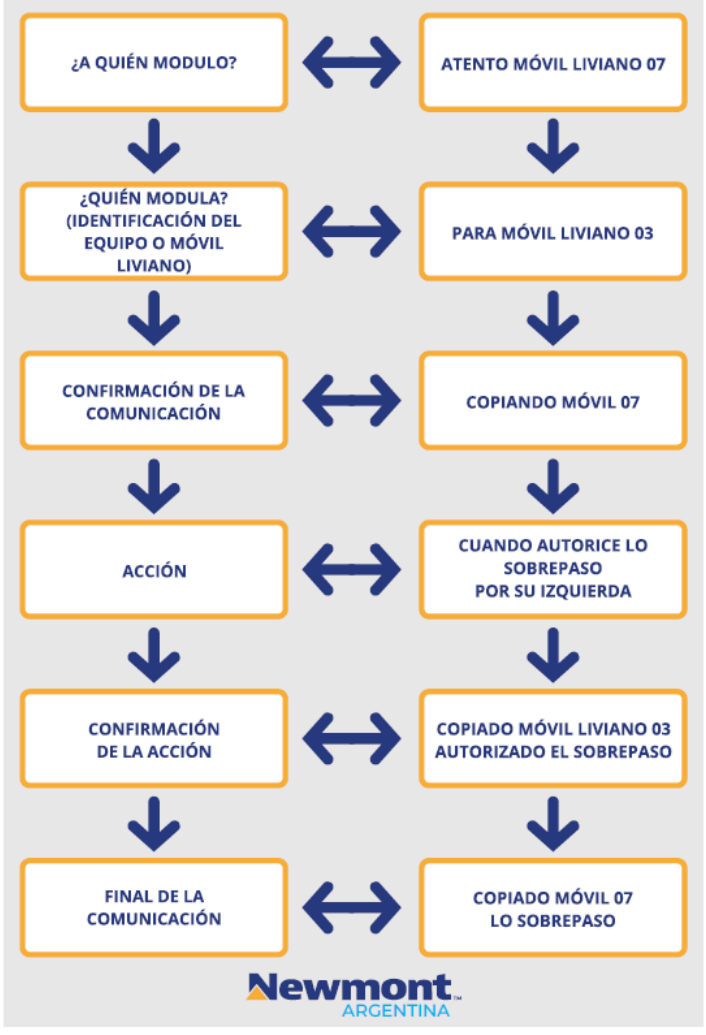 ¿A QUIÉN MODULO?
ATENTO MÓVIL LIVIANO 07
¿QUIÉN MODULA?
(IDENTIFICACIÓN DEL
EQUIPO O MÓVIL
LIVIANO)
PARA MÓVIL LIVIANO 03
CONFIRMACIÓN DE LA
COMUNICACIÓN
COPIANDO MÓVIL 07
ACCIÓN
CUANDO AUTORICE LO
SOBREPASO
POR SU IZQUIERDA
CONFIRMACIÓN
DE LA ACCIÓN
COPIADO MÓVIL LIVIANO 03
AUTORIZADO EL SOBREPASO
FINAL DE LA
COMUNICACIÓN
COPIADO MÓVIL 07
LO SOBREPASO
Newmont™
ARGENTINA